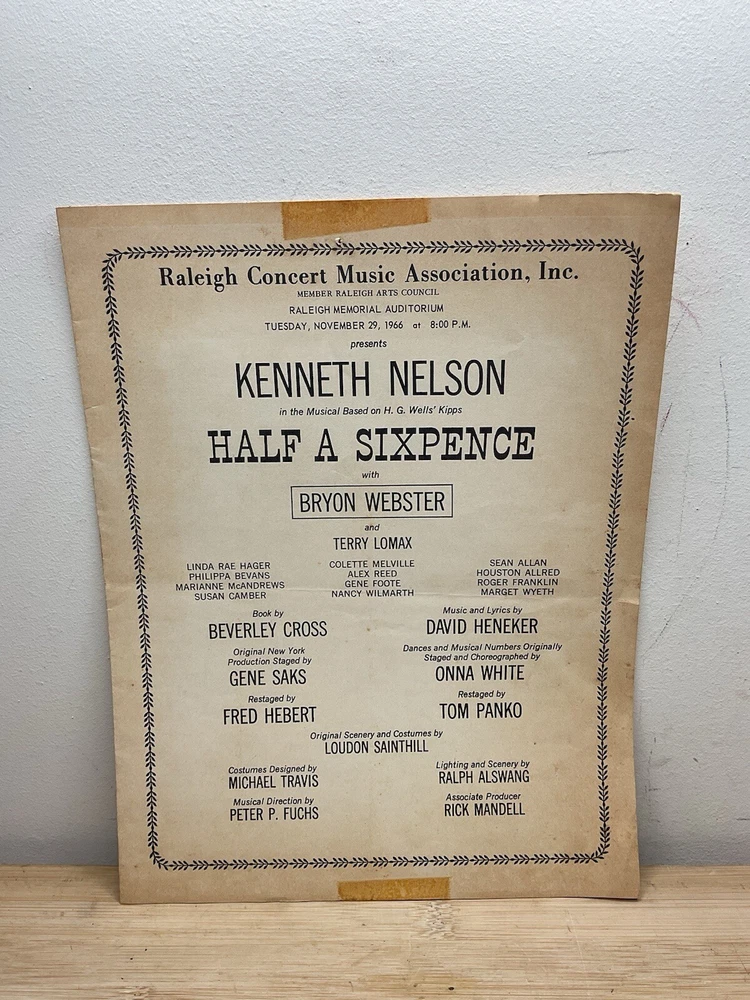 Raleigh Concert Music Association, Inc.
MEMBER RALEIGH ARTS COUNCIL
RALEIGH MEMORIAL AUDITORIUM
TUESDAY, NOVEMBER 29, 1966 at 8:00 P.M.
presents
KENNETH NELSON
in the Musical Based on H. G. Wells' Kipps
HALF A SIXPENCE
with
BRYON WEBSTER
and
TERRY LOMAX
LINDA RAE HAGER
PHILIPPA BEVANS
MARIANNE McANDREWS
SUSAN CAMBER
COLETTE MELVILLE
ALEX REED
GENE FOOTE
NANCY WILMARTH
SEAN ALLAN
HOUSTON ALLRED
ROGER FRANKLIN
MARGET WYETH
Book by
BEVERLEY CROSS
Music and Lyrics by
DAVID HENEKER
Original New York
Production Staged by
GENE SAKS
Dances and Musical Numbers Originally
Staged and Choreographed by
ONNA WHITE
Restaged by
FRED HEBERT
Restaged by
TOM PANKO
Original Scenery and Costumes by
LOUDON SAINTHILL
Costumes Designed by
MICHAEL TRAVIS
Lighting and Scenery by
RALPH ALSWANG
Musical Direction by
PETER P. FUCHS
Associate Producer
RICK MANDELL